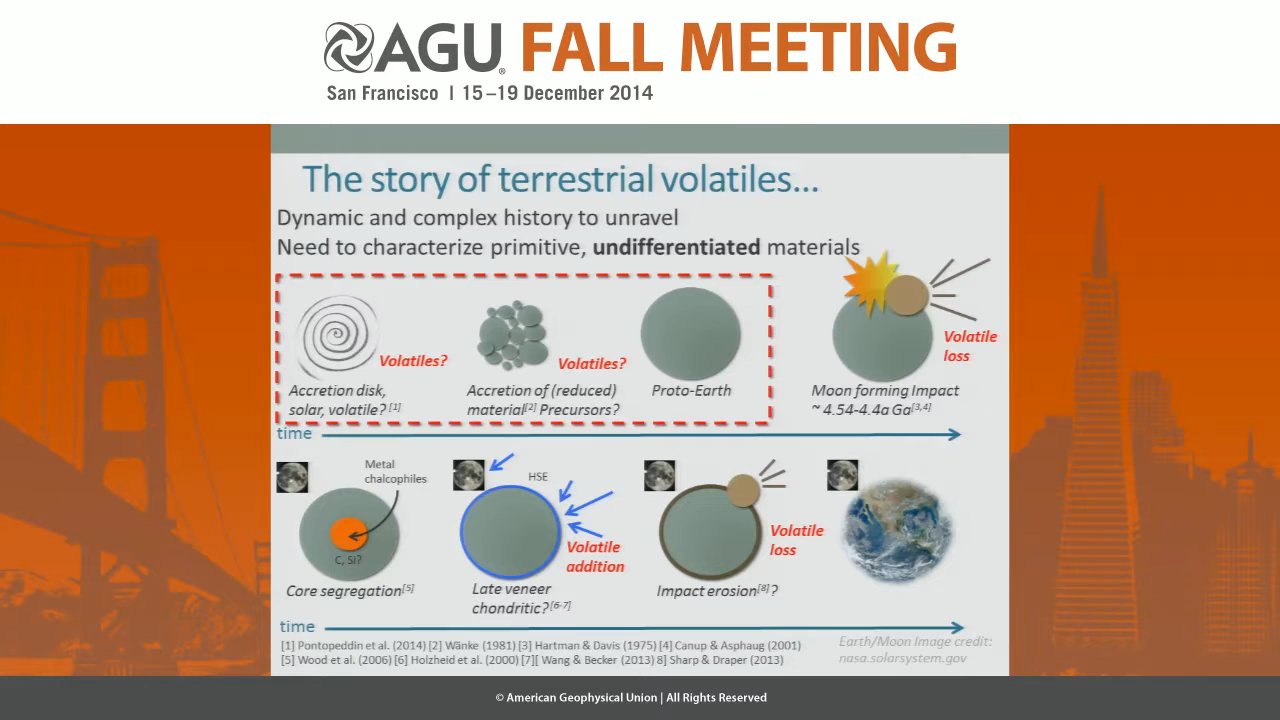 AGU FALL MEETING
San Francisco | 15–19 December 2014
The story of terrestrial volatiles...
Dynamic and complex history to unravel
Need to characterize primitive, undifferentiated materials
Volatiles?
Accretion disk,
solar, volatile? [1]
Volatiles?
Accretion of (reduced)
material[2] Precursors?
Proto-Earth
Volatile
loss
Moon forming Impact
~ 4.54-4.4a Ga[3,4]
time
Metal
chalcophiles
C, Si?
Core segregation[5]
HSE
Volatile
addition
Late veneer
chondritic?[6-7]
Volatile
loss
Impact erosion[8]?
time
[1] Pontopeddin et al. (2014) [2] Wänke (1981) [3] Hartman & Davis (1975) [4] Canup & Asphaug (2001)
[5] Wood et al. (2006) [6] Holzheid et al. (2000) [7][ Wang & Becker (2013) 8] Sharp & Draper (2013)
Earth/Moon Image credit:
nasa.solarsystem.gov
© American Geophysical Union | All Rights Reserved